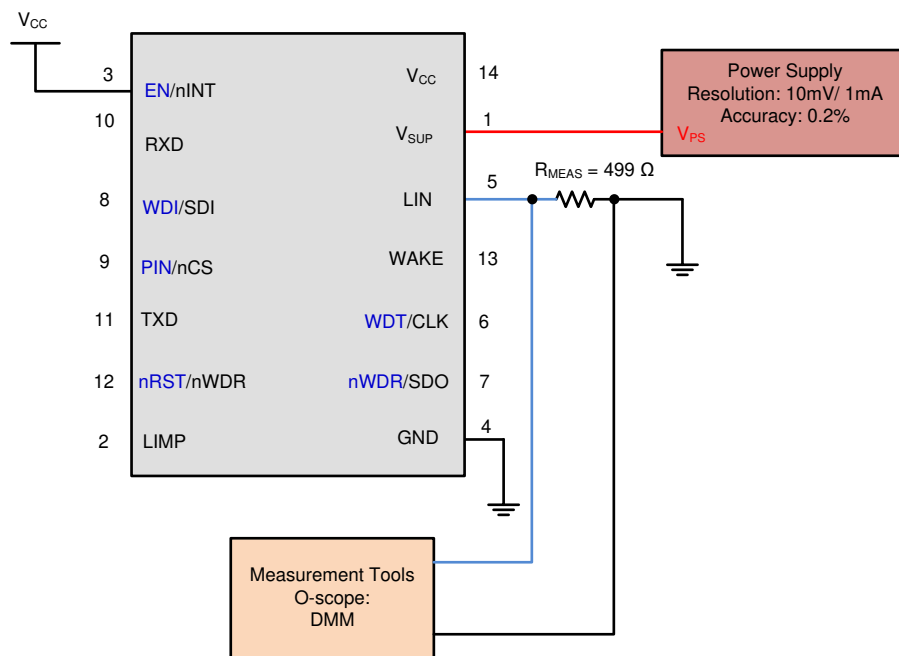 VCC
3
EN/nINT
VCC
14
Power Supply
Resolution: 10mV/ 1mA
Accuracy: 0.2%
10
RXD
VSUP
1
VPS
8
WDI/SDI
LIN
5
RMEAS = 499 Ω
9
PIN/nCS
WAKE
13
11
TXD
WDT/CLK
6
12
nRST/nWDR
nWDR/SDO
7
2
LIMP
GND
4
Measurement Tools
O-scope:
DMM